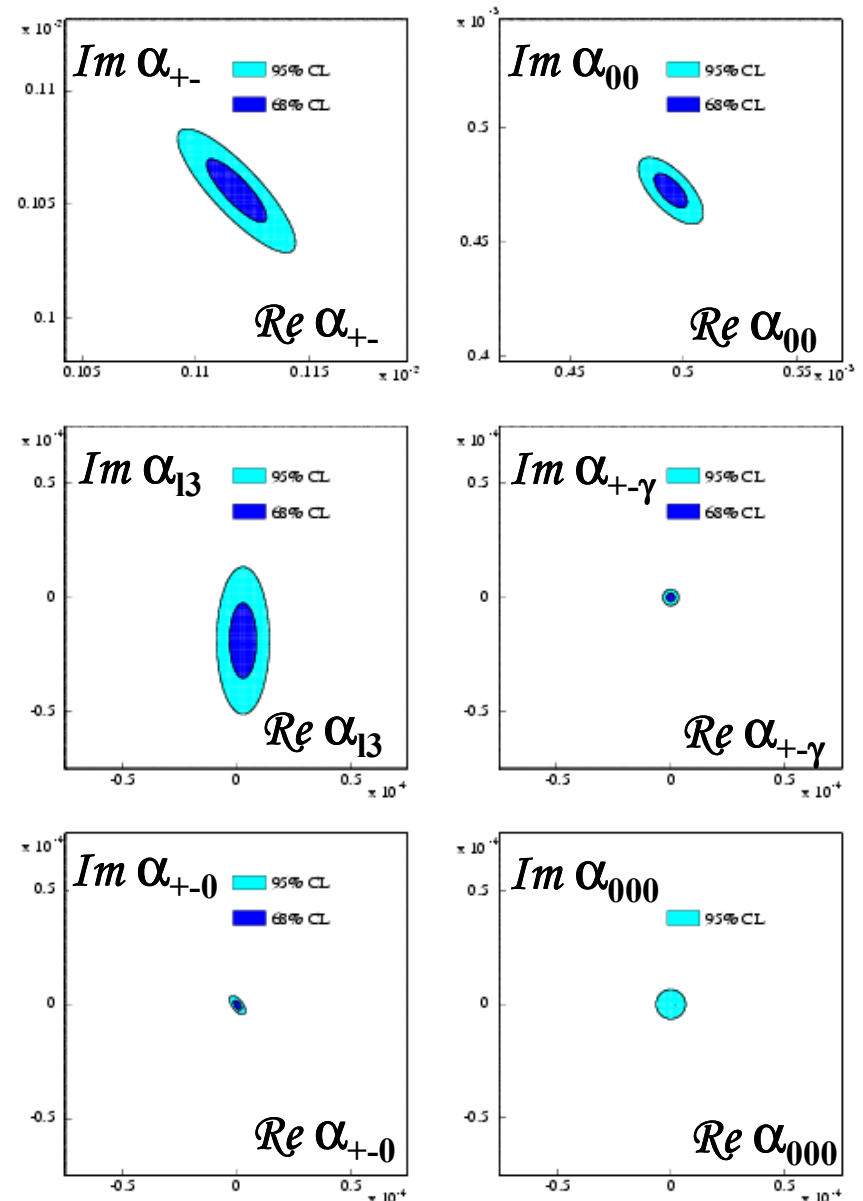 x 10⁻²
Im α₊₋
95% CL
0.11
68% CL
0.105
0.1
Re α₊₋
0.105 0.11 0.115 x 10⁻²
x 10⁻³
Im α₀₀
95% CL
68% CL
0.5
0.45
Re α₀₀
0.4
0.45 0.5 0.55 x 10⁻³
x 10⁻⁴
Im αl3
95% CL
0.5
68% CL
0
-0.5
Re αl3
-0.5 0 0.5
x 10⁻⁴
x 10⁻⁴
Im α+-γ
95% CL
0.5
68% CL
0
-0.5
Re α+-γ
-0.5 0 0.5
x 10⁻⁴
x 10⁻⁴
Im α₊₋₀
95% CL
0.5
68% CL
0
-0.5
Re α₊₋₀
-0.5 0 0.5
x 10⁻⁴
x 10⁻⁴
Im α₀₀₀
0.5
95% CL
0
-0.5
Re α₀₀₀
-0.5 0 0.5
x 10⁻⁴